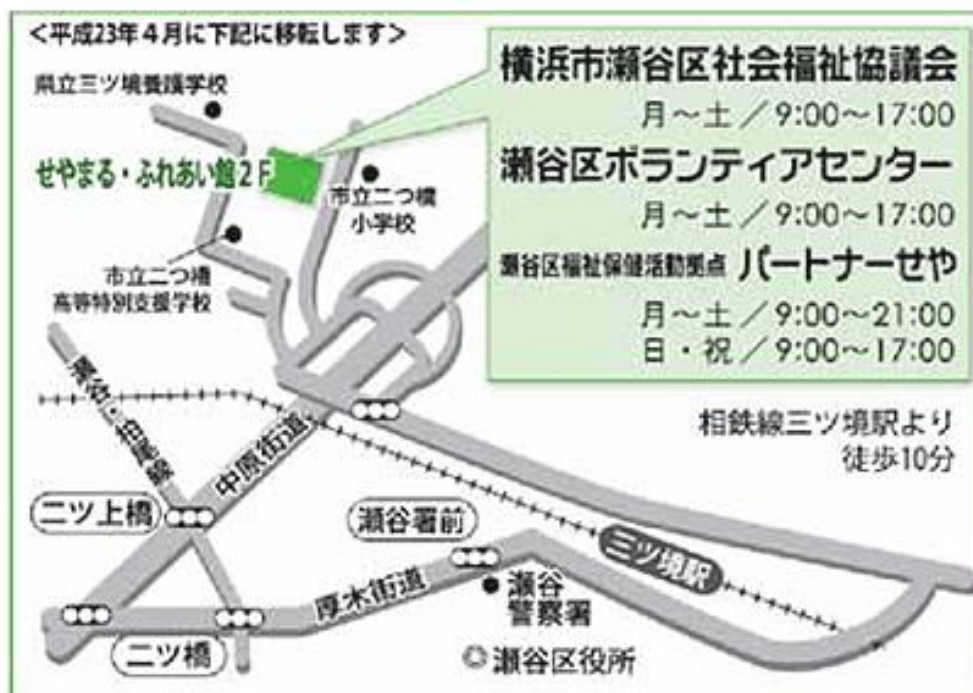 <平成23年4月に下記に移転します>
横浜市瀬谷区社会福祉協議会
月～土／9:00～17:00
瀬谷区ボランティアセンター
月～土／9:00～17:00
瀬谷区福祉保健活動拠点 パートナーせや
月～土／9:00～21:00
日・祝／9:00～17:00
県立三ツ境養護学校
せやまる・ふれあい館2F
市立二つ橋
小学校
市立二つ橋
高等特別支援学校
瀬谷・柏尾線
中原街道
相鉄線三ツ境駅より
徒歩10分
二ツ上橋
瀬谷署前
三ツ境駅
厚木街道
瀬谷
警察署
二ツ橋
◎瀬谷区役所